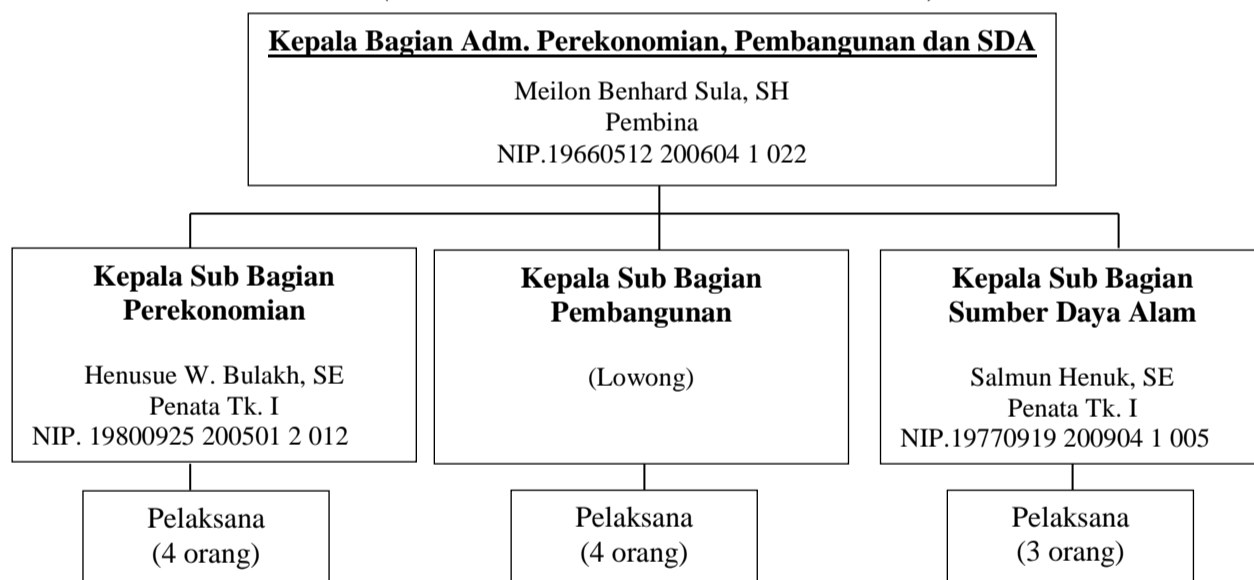 Kepala Bagian Adm. Perekonomian, Pembangunan dan SDA
Meilon Benhard Sula, SH
Pembina
NIP.19660512 200604 1 022
Kepala Sub Bagian
Perekonomian
Henusue W. Bulakh, SE
Penata Tk. I
NIP. 19800925 200501 2 012
Kepala Sub Bagian
Pembangunan
(Lowong)
Kepala Sub Bagian
Sumber Daya Alam
Salmun Henuk, SE
Penata Tk. I
NIP.19770919 200904 1 005
Pelaksana
(4 orang)
Pelaksana
(4 orang)
Pelaksana
(3 orang)